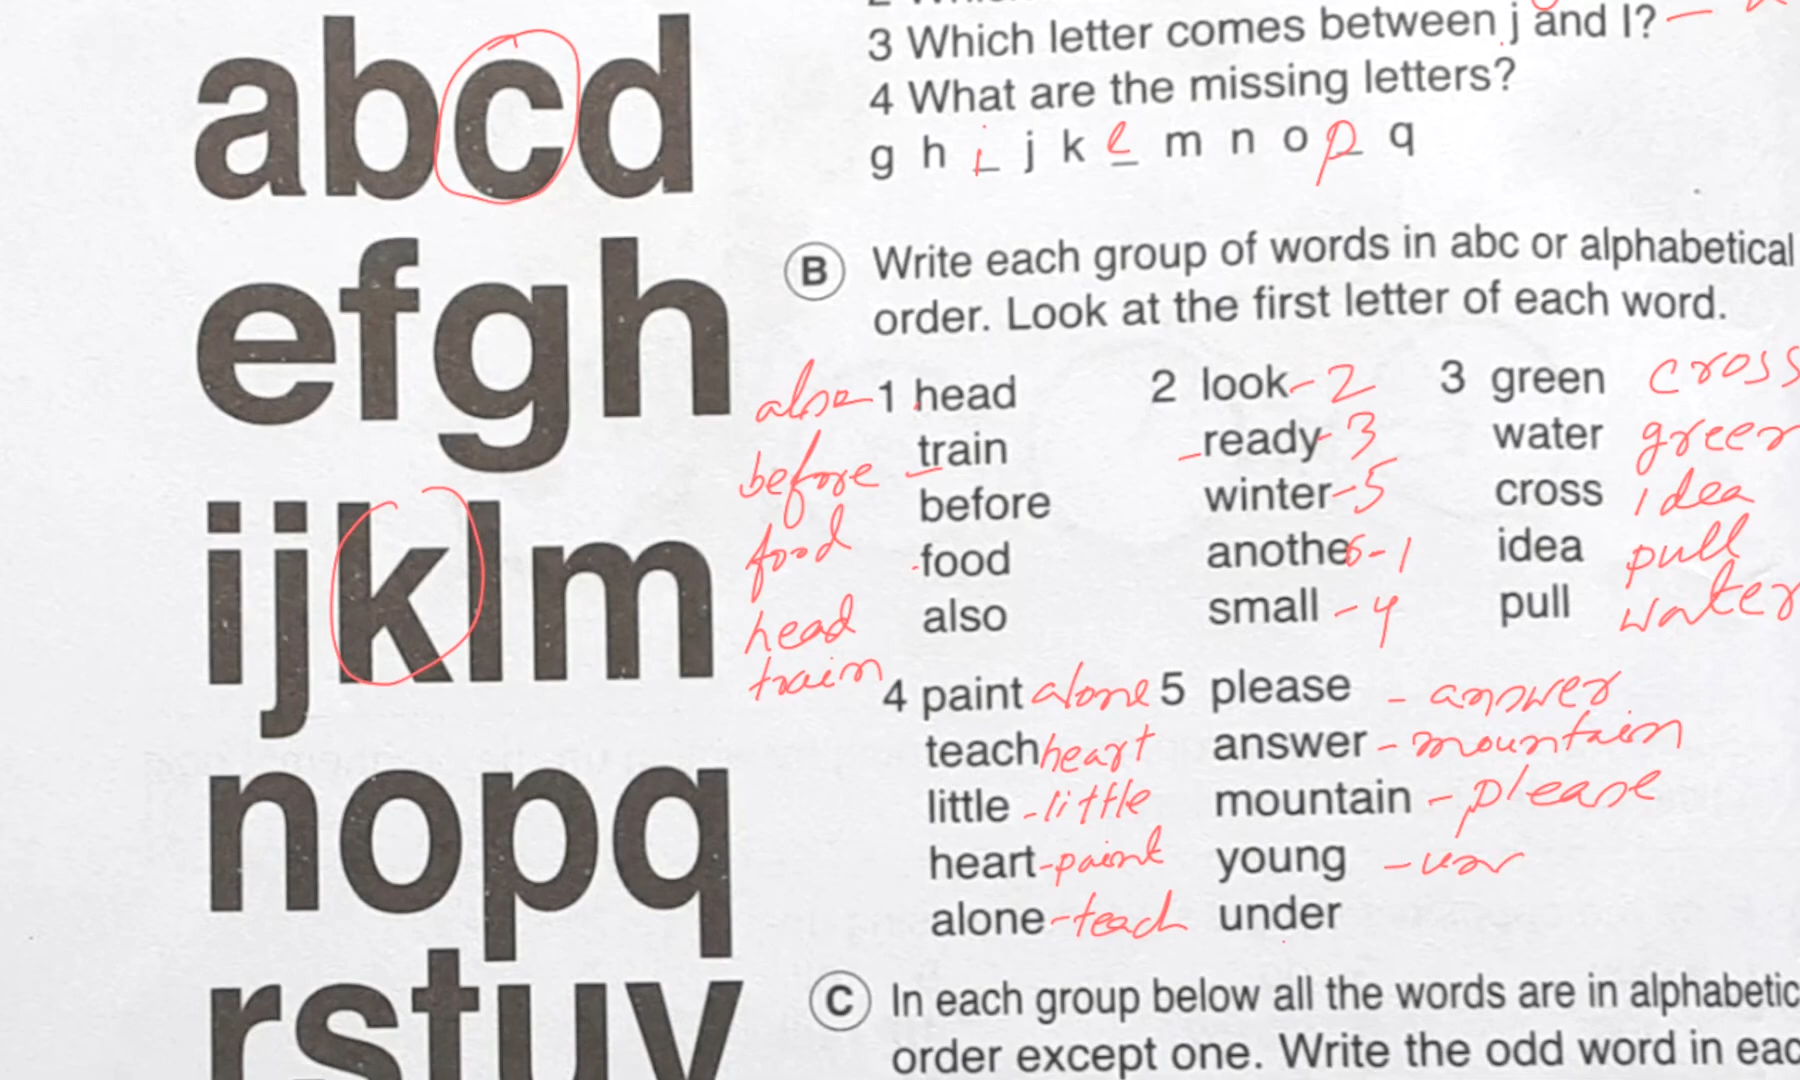 abcd
efgh
ijklm
nopq
rstuv
3 Which letter comes between j and l?
4 What are the missing letters?
g h i j k l m n o p q
B Write each group of words in abc or alphabetical
order. Look at the first letter of each word.
also 1 head 2 look - 2 3 green cross
before train ready - 3 water green
before winter - 5 cross idea
food food anothe - 1 idea pull
head also small - 4 pull water
train
4 paint alone 5 please - answer
teach heart answer - mountain
little - little mountain - please
heart - paint young
alone - teach under
C In each group below all the words are in alphabetic
order except one. Write the odd word in eac